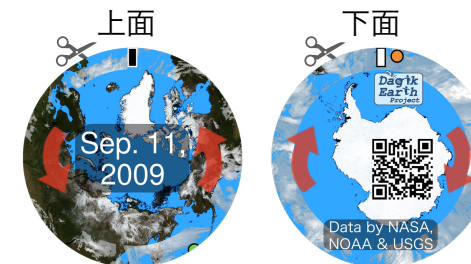 上面
下面
Sep. 11,
2009
Dagik
Earth
Project
Data by NASA,
NOAA & USGS